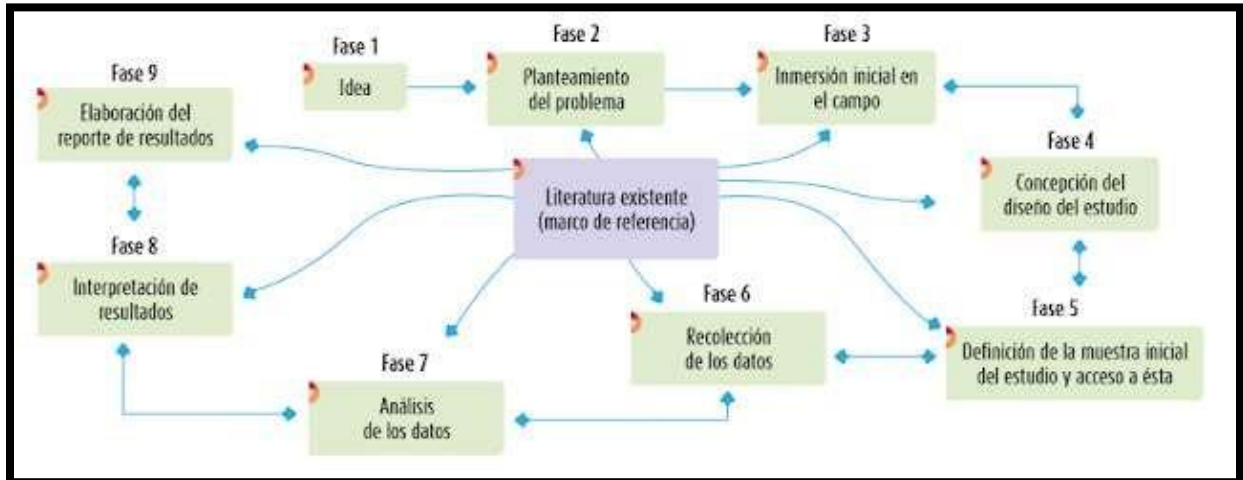 Fase 1
Idea
Fase 2
Planteamiento
del problema
Fase 3
Inmersión inicial en
el campo
Fase 4
Concepción del
diseño del estudio
Fase 5
Definición de la muestra inicial
del estudio y acceso a ésta
Fase 6
Recolección
de los datos
Fase 7
Análisis
de los datos
Fase 8
Interpretación de
resultados
Fase 9
Elaboración del
reporte de resultados
Literatura existente
(marco de referencia)